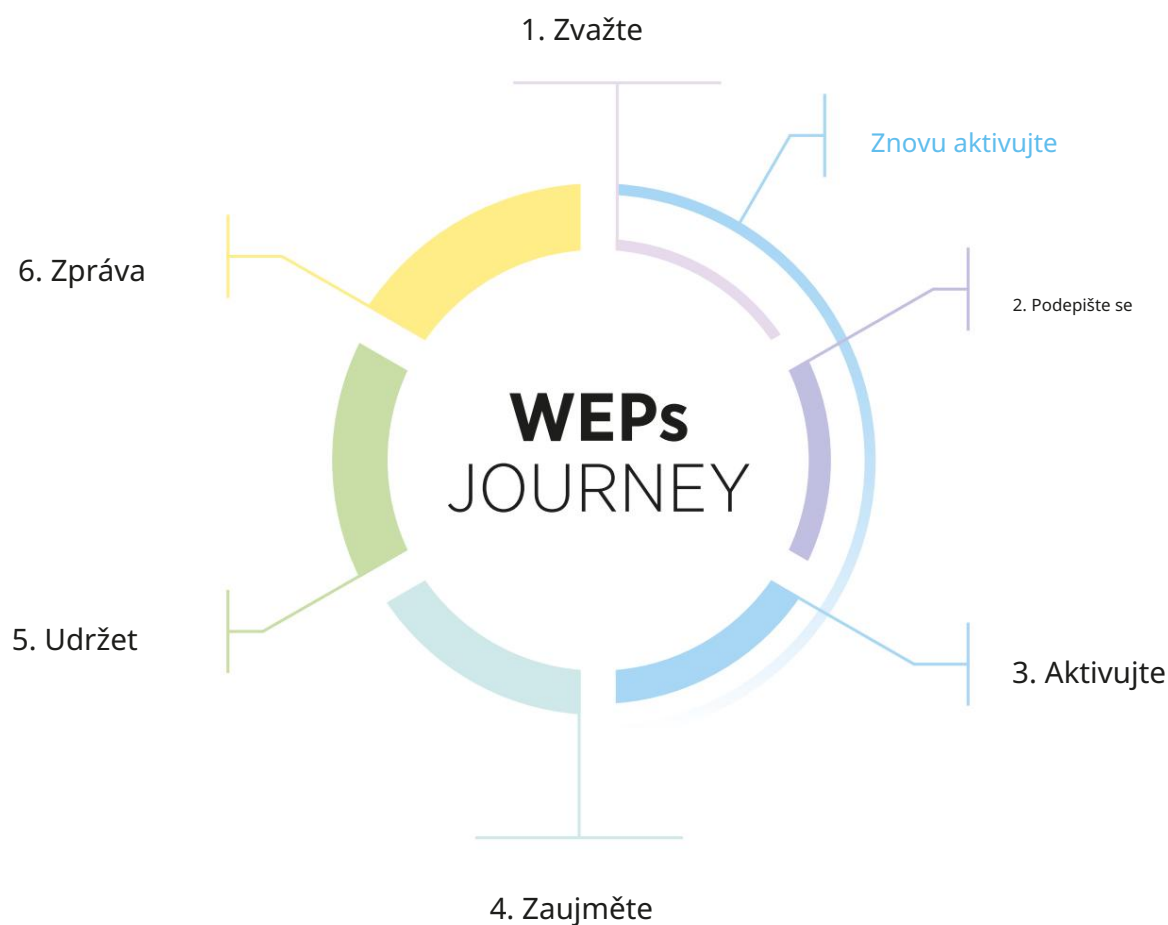 1. Zvažte
Znovu aktivujte
2. Podepište se
6. Zpráva
WEPs
JOURNEY
5. Udržet
3. Aktivujte
4. Zaujměte